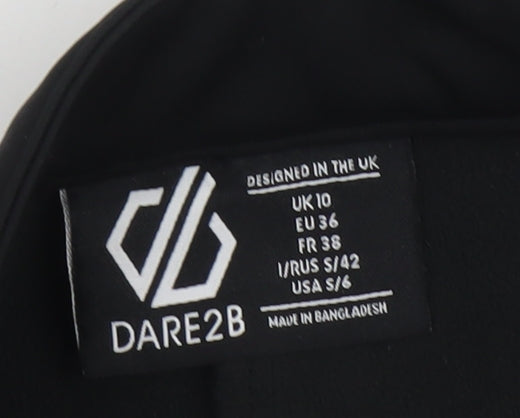 DESIGNED IN THE UK
UK 10
EU 36
FR 38
I/RUS S/42
USA S/6
MADE IN BANGLADESH
DARE2B